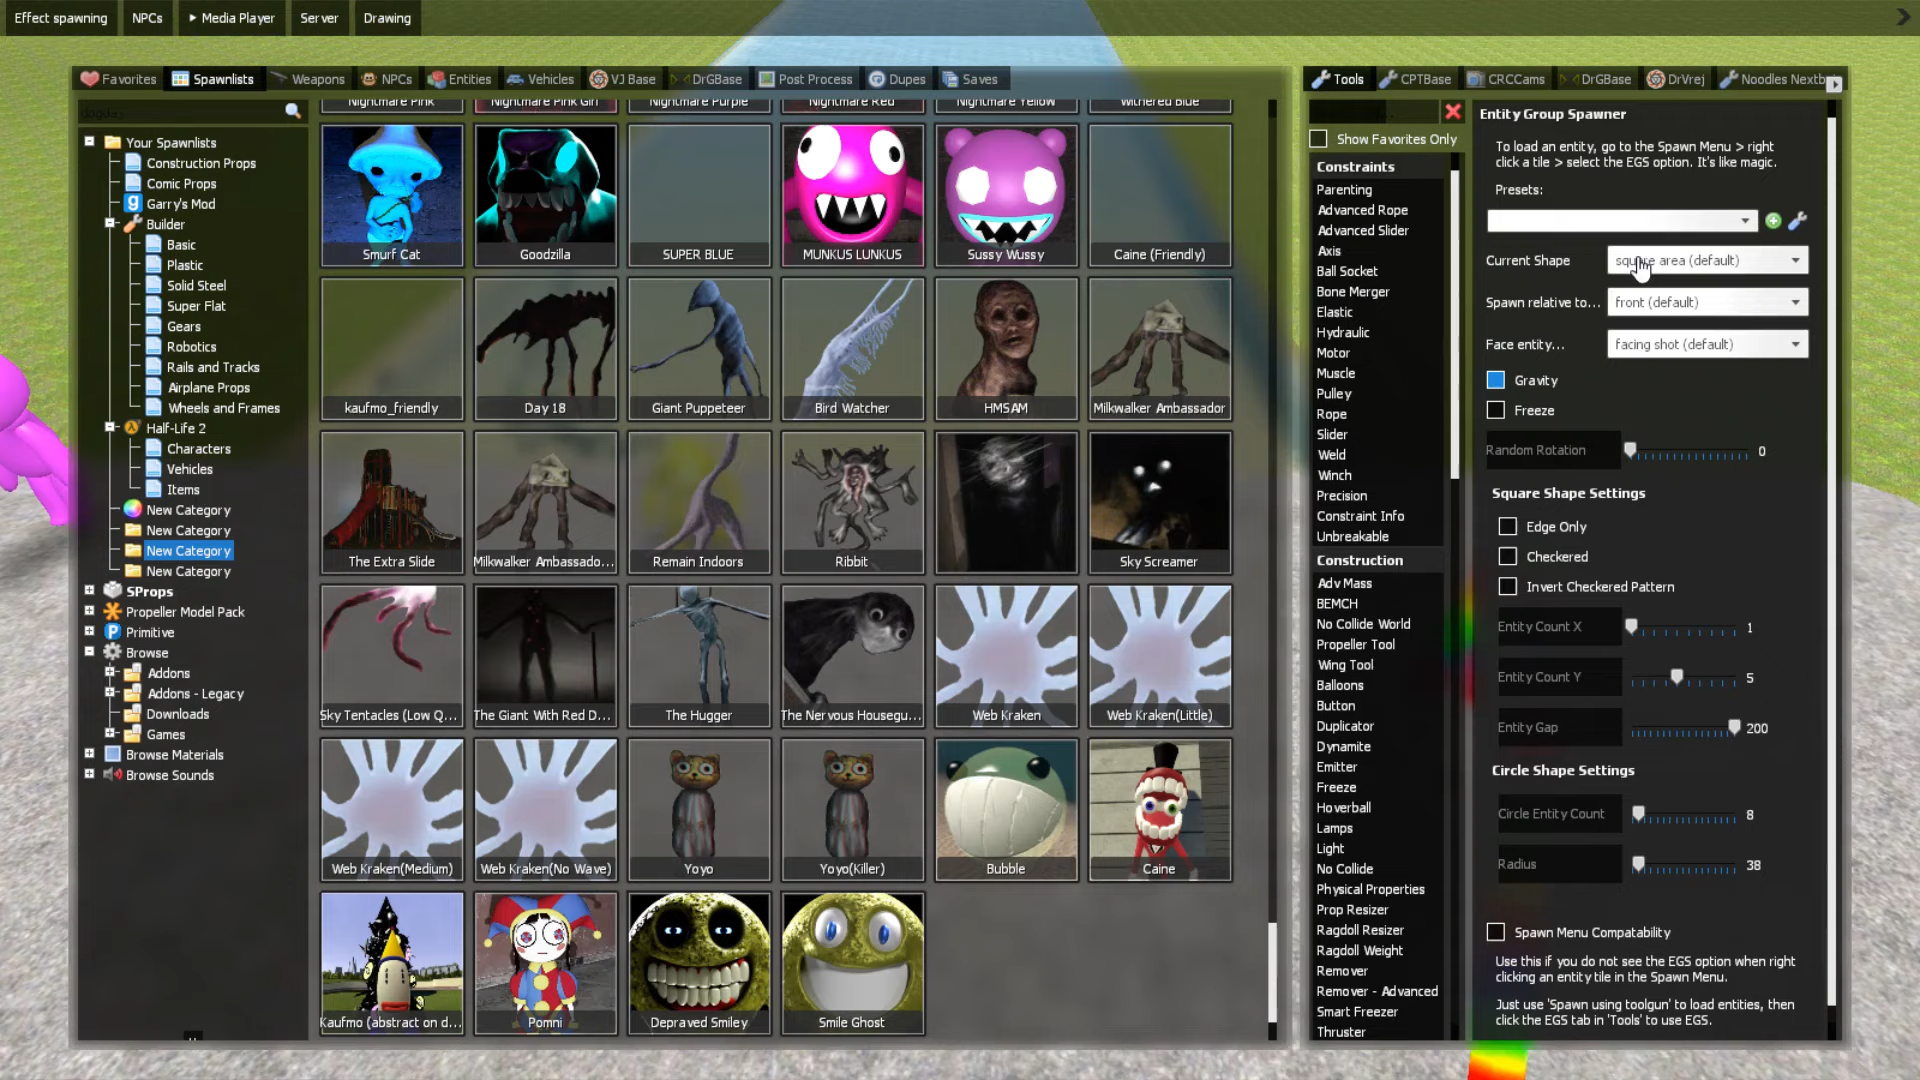 Effect spawning
NPCs
Media Player
Server
Drawing
Favorites
Spawnlists
Weapons
NPCs
Entities
Vehicles
VJ Base
DrGBase
Post Process
Dupes
Saves
Your Spawnlists
Construction Props
Comic Props
Garry's Mod
Builder
Basic
Plastic
Solid Steel
Super Flat
Gears
Robotics
Rails and Tracks
Airplane Props
Wheels and Frames
Half-Life 2
Characters
Vehicles
Items
New Category
New Category
New Category
New Category
SProps
Propeller Model Pack
Primitive
Browse
Addons
Addons - Legacy
Downloads
Games
Browse Materials
Browse Sounds
Nightmare Pink
Nightmare Pink Girl
Nightmare Purple
Nightmare Red
Nightmare Yellow
Withered Blue
Smurf Cat
Goodzilla
SUPER BLUE
MUNKUS LUNKUS
Sussy Wussy
Caine (Friendly)
kaufmo_friendly
Day 18
Giant Puppeteer
Bird Watcher
HMSAM
Milkwalker Ambassador
The Extra Slide
Milkwalker Ambassado...
Remain Indoors
Ribbit
Sky Screamer
Sky Tentacles (Low Q...
The Giant With Red D...
The Hugger
The Nervous Housegu...
Web Kraken
Web Kraken(Little)
Web Kraken(Medium)
Web Kraken(No Wave)
Yoyo
Yoyo(Killer)
Bubble
Caine
Kaufmo (abstract on d...
Pomni
Depraved Smiley
Smile Ghost
Tools
CPTBase
CRCCams
DrGBase
DrVrej
Noodles Nextb
Show Favorites Only
Constraints
Parenting
Advanced Rope
Advanced Slider
Axis
Ball Socket
Bone Merger
Elastic
Hydraulic
Motor
Muscle
Pulley
Rope
Slider
Weld
Winch
Precision
Constraint Info
Unbreakable
Construction
Adv Mass
BEMCH
No Collide World
Propeller Tool
Wing Tool
Balloons
Button
Duplicator
Dynamite
Emitter
Freeze
Hoverball
Lamps
Light
No Collide
Physical Properties
Prop Resizer
Ragdoll Resizer
Ragdoll Weight
Remover
Remover - Advanced
Smart Freezer
Thruster
Entity Group Spawner
To load an entity, go to the Spawn Menu > right
click a tile > select the EGS option. It's like magic.
Presets:
Current Shape
square area (default)
Spawn relative to...
front (default)
Face entity...
facing shot (default)
Gravity
Freeze
Random Rotation
0
Square Shape Settings
Edge Only
Checkered
Invert Checkered Pattern
Entity Count X
1
Entity Count Y
5
Entity Gap
200
Circle Shape Settings
Circle Entity Count
8
Radius
38
Spawn Menu Compatability
Use this if you do not see the EGS option when right
clicking an entity tile in the Spawn Menu.
Just use 'Spawn using toolgun' to load entities, then
click the EGS tab in 'Tools' to use EGS.